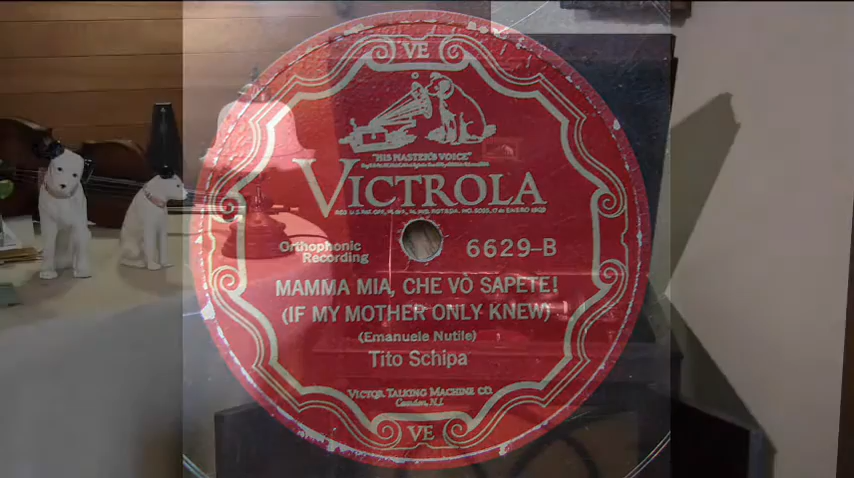 VE
"HIS MASTER'S VOICE"
VICTROLA
Orthophonic
Recording
6629-B
MAMMA MIA, CHE VO SAPETE!
(IF MY MOTHER ONLY KNEW)
(Emanuele Nutile)
Tito Schipa
VICTOR TALKING MACHINE CO.
Camden, N.J.
VE